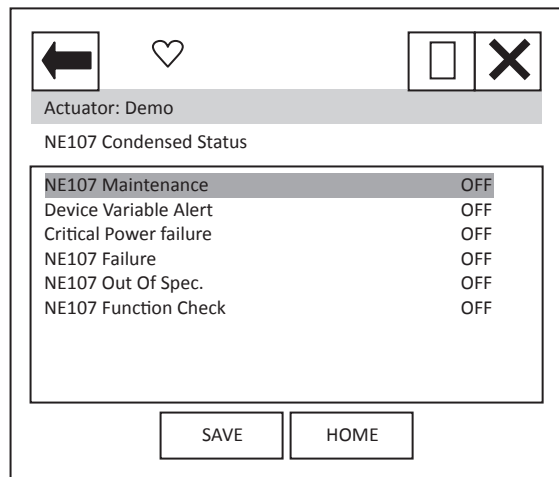 Actuator: Demo
NE107 Condensed Status
NE107 Maintenance OFF
Device Variable Alert OFF
Critical Power failure OFF
NE107 Failure OFF
NE107 Out Of Spec. OFF
NE107 Function Check OFF
SAVE HOME